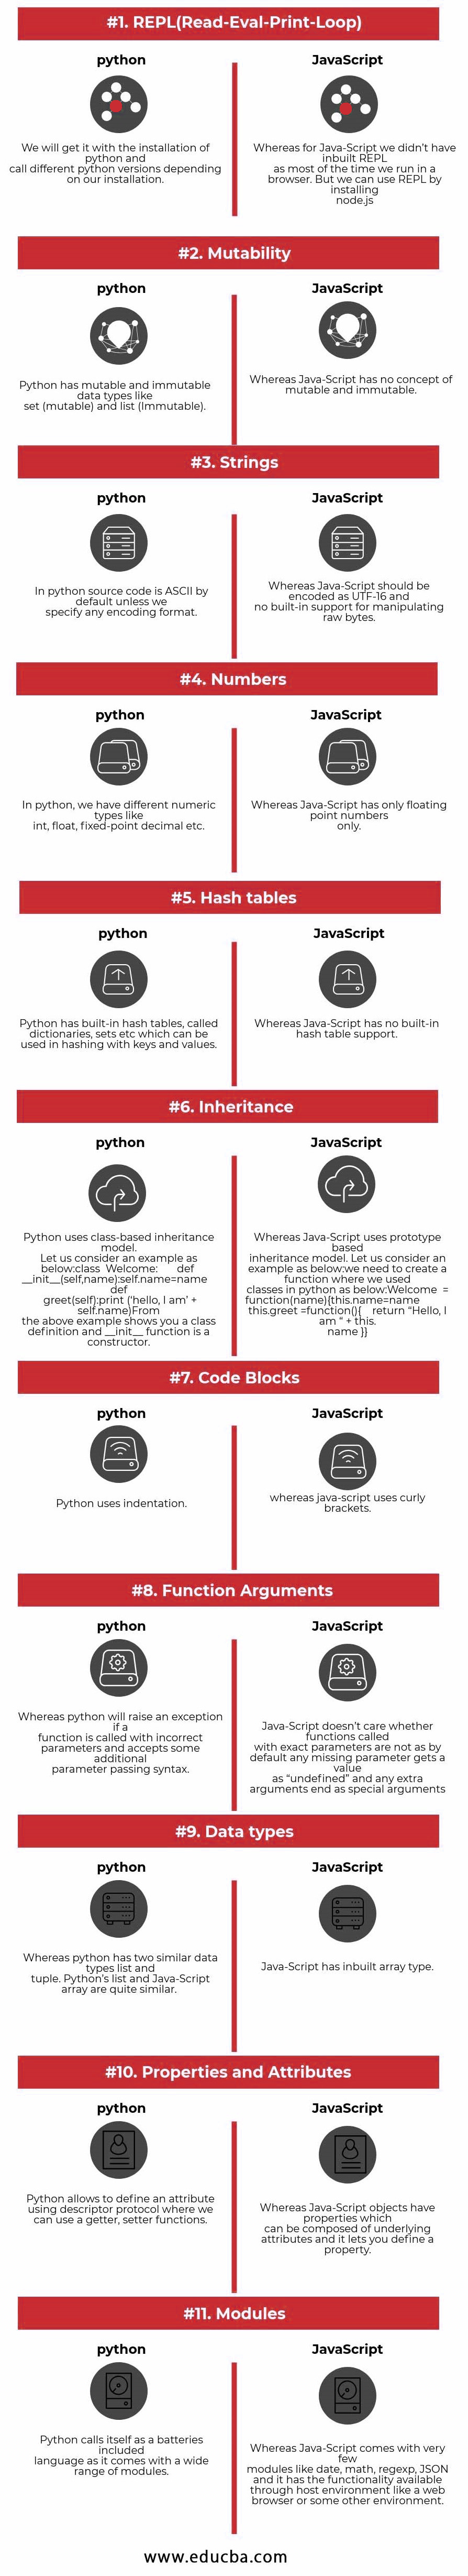 #1. REPL(Read-Eval-Print-Loop)
python
We will get it with the installation of
python and
call different python versions depending
on our installation.
JavaScript
Whereas for Java-Script we didn't have
inbuilt REPL
as most of the time we run in a
browser. But we can use REPL by
installing
node.js
#2. Mutability
python
Python has mutable and immutable
data types like
set (mutable) and list (Immutable).
JavaScript
Whereas Java-Script has no concept of
mutable and immutable.
#3. Strings
python
In python source code is ASCII by
default unless we
specify any encoding format.
JavaScript
Whereas Java-Script should be
encoded as UTF-16 and
no built-in support for manipulating
raw bytes.
#4. Numbers
python
In python, we have different numeric
types like
int, float, fixed-point decimal etc.
JavaScript
Whereas Java-Script has only floating
point numbers
only.
#5. Hash tables
python
Python has built-in hash tables, called
dictionaries, sets etc which can be
used in hashing with keys and values.
JavaScript
Whereas Java-Script has no built-in
hash table support.
#6. Inheritance
python
Python uses class-based inheritance
model.
Let us consider an example as
below:class Welcome: def
__init__(self,name):self.name=name
def
greet(self):print ('hello, I am' +
self.name)From
the above example shows you a class
definition and __init__ function is a
constructor.
JavaScript
Whereas Java-Script uses prototype
based
inheritance model. Let us consider an
example as below:we need to create a
function where we used
classes in python as below:Welcome =
function(name){this.name=name
this.greet =function(){ return "Hello, I
am " + this.
name }}
#7. Code Blocks
python
Python uses indentation.
JavaScript
whereas java-script uses curly
brackets.
#8. Function Arguments
python
Whereas python will raise an exception
if a
function is called with incorrect
parameters and accepts some
additional
parameter passing syntax.
JavaScript
Java-Script doesn't care whether
functions called
with exact parameters are not as by
default any missing parameter gets a
value
as "undefined" and any extra
arguments end as special arguments
#9. Data types
python
Whereas python has two similar data
types list and
tuple. Python's list and Java-Script
array are quite similar.
JavaScript
Java-Script has inbuilt array type.
#10. Properties and Attributes
python
Python allows to define an attribute
using descriptor protocol where we
can use a getter, setter functions.
JavaScript
Whereas Java-Script objects have
properties which
can be composed of underlying
attributes and it lets you define a
property.
#11. Modules
python
Python calls itself as a batteries
included
language as it comes with a wide
range of modules.
JavaScript
Whereas Java-Script comes with very
few
modules like date, math, regexp, JSON
and it has the functionality available
through host environment like a web
browser or some other environment.
www.educba.com